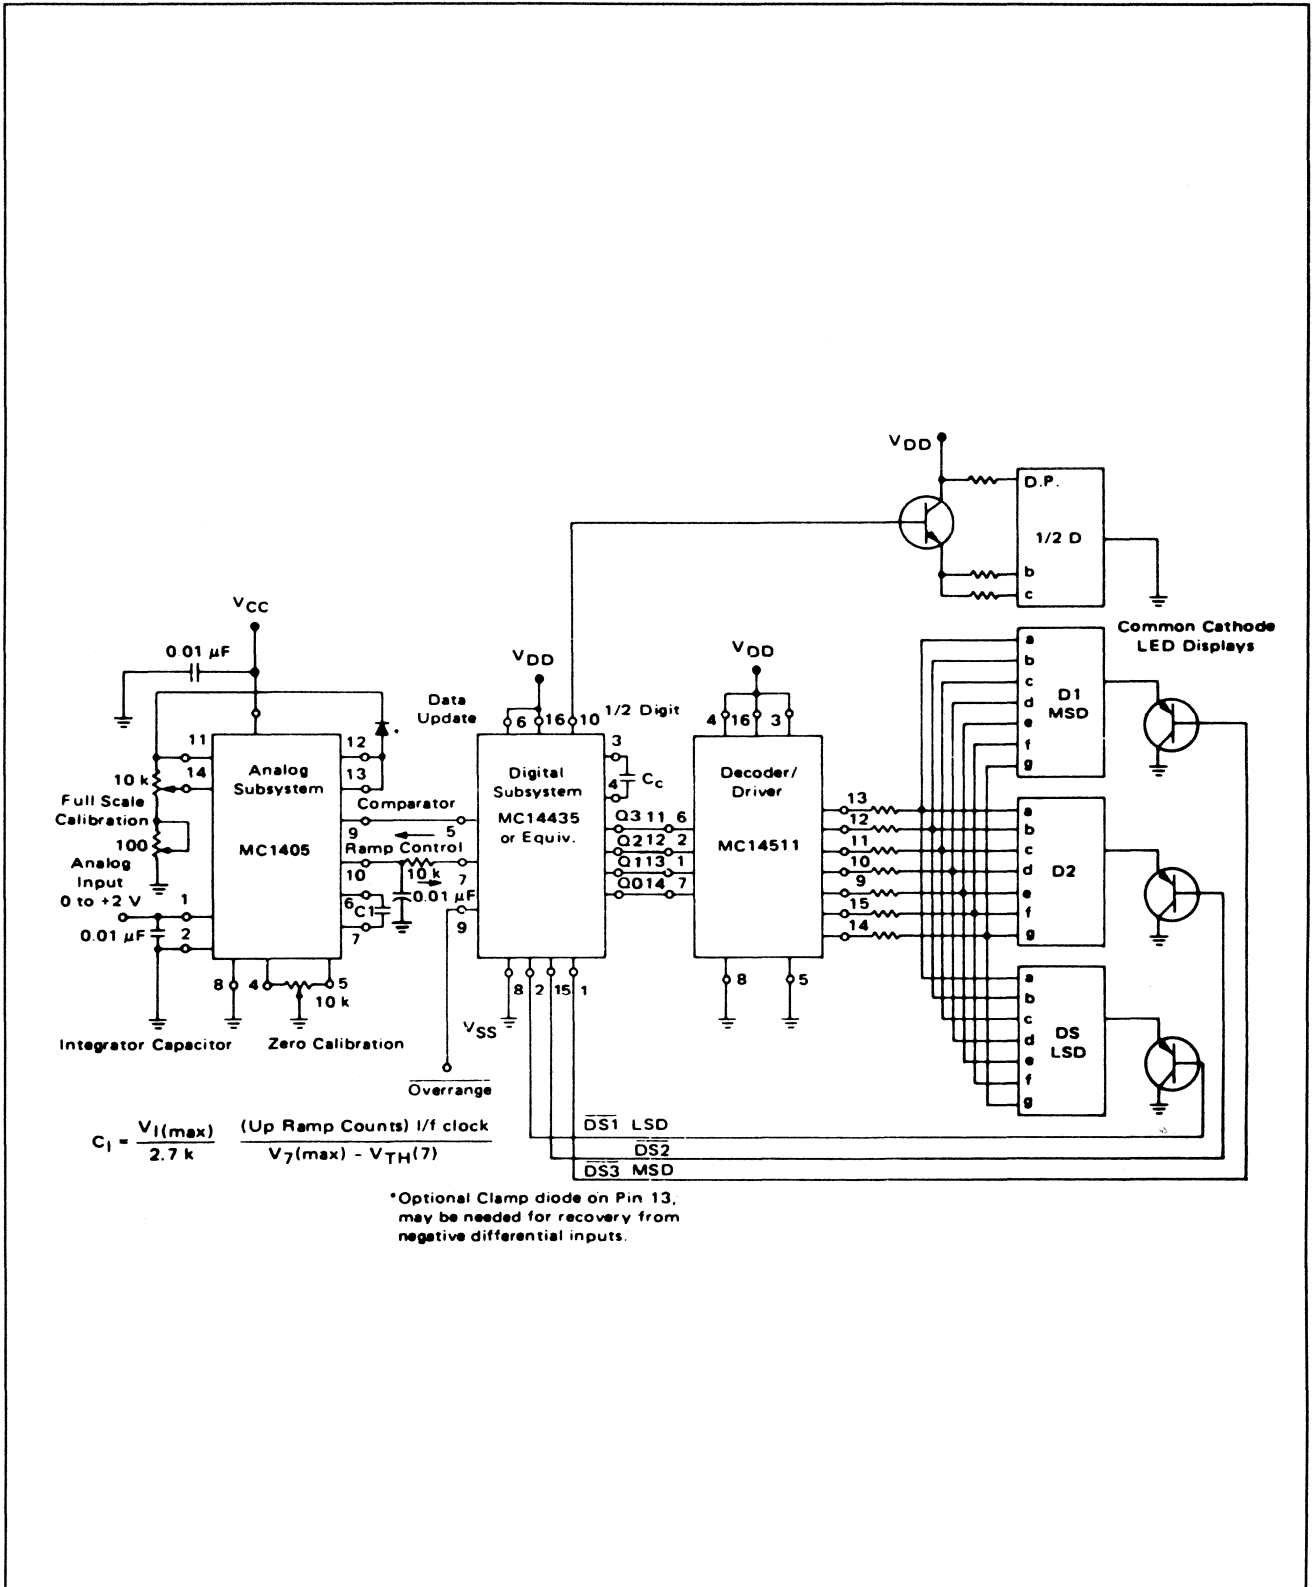 VDD
D.P.
1/2 D
b
c
Common Cathode
LED Displays
VCC
0.01 µF
11
14
10 k
Full Scale
Calibration
100
Analog
Input
0 to +2 V
1
0.01 µF
2
Analog
Subsystem
MC1405
12
13
*
Comparator
9
5
Ramp Control
10
10 k
7
0.01 µF
6
C1
7
9
8
4
5
10 k
Integrator Capacitor
Zero Calibration
VDD
Data
Update
6
16
10
1/2 Digit
Digital
Subsystem
MC14435
or Equiv.
3
4
Cc
Q3 11 6
Q2 12 2
Q1 13 1
Q0 14 7
8
2
15
1
VSS
Overrange
VDD
4
16
3
Decoder/
Driver
MC14511
13
12
11
10
9
15
14
8
5
a
b
c
d
e
f
g
D1
MSD
a
b
c
d
e
f
g
D2
a
b
c
d
e
f
g
DS
LSD
DS1 LSD
DS2
DS3 MSD
CI = VI(max) / 2.7 k (Up Ramp Counts) I/f clock / V7(max) - VTH(7)
*Optional Clamp diode on Pin 13,
may be needed for recovery from
negative differential inputs.